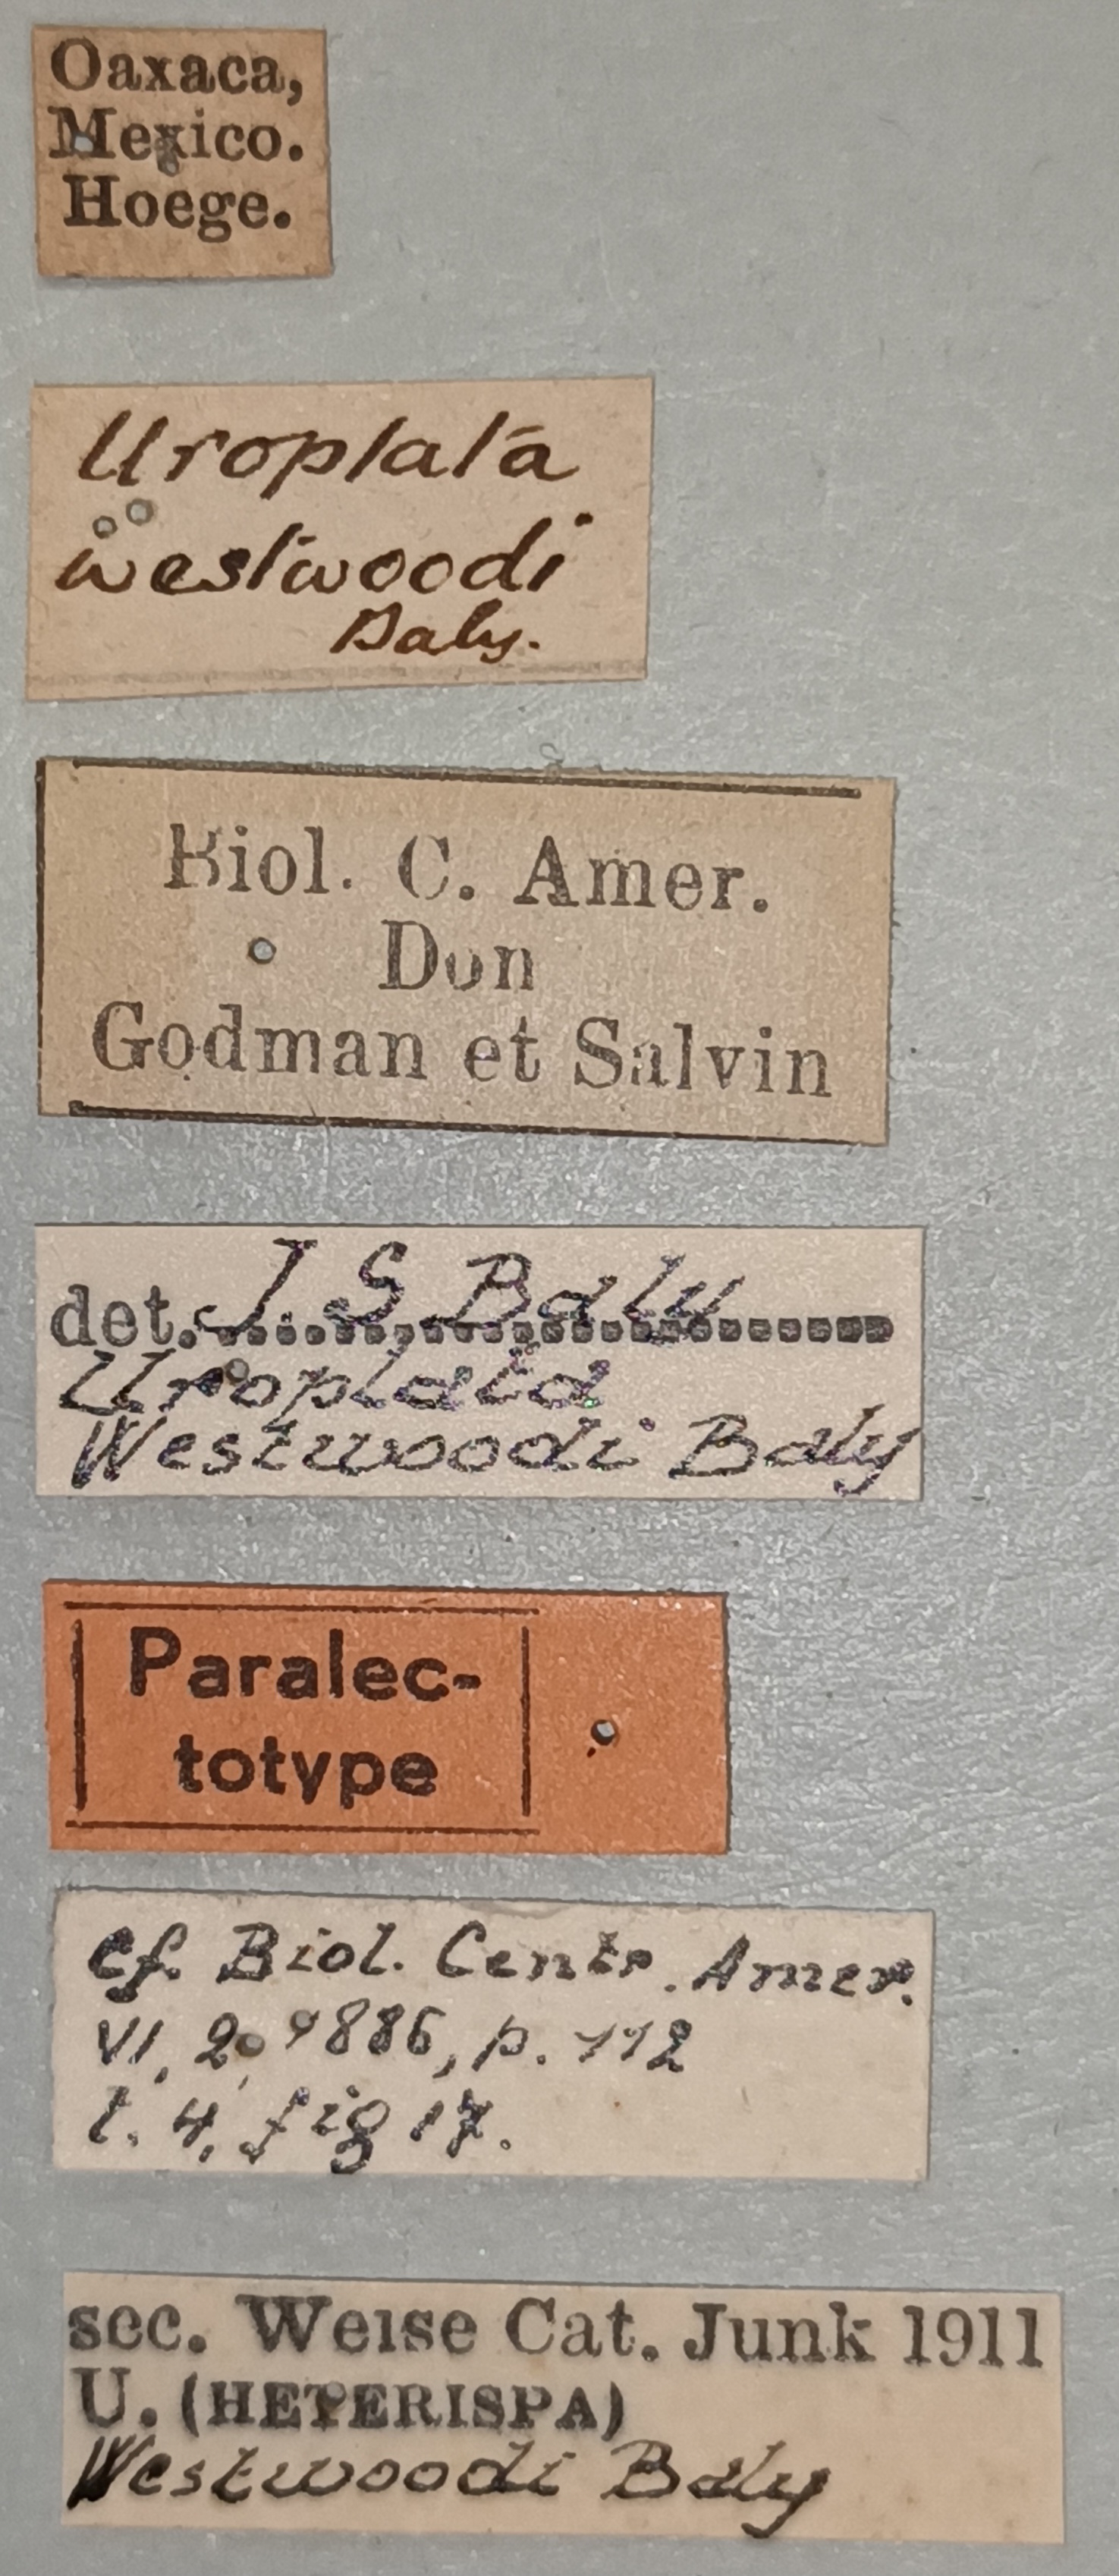 Oaxaca,
Mexico.
Hoege.
Uroplata
westwoodi
Baly.
Biol. C. Amer.
Don
Godman et Salvin
det. J. S. Baly
Uroplata
Westwoodi Baly
Paralec-
totype
cf. Biol. Centr. Amer.
VI, 2, 1886, p. 112
t. 4, fig 17.
sec. Weise Cat. Junk 1911
U. (HETERISPA)
Westwoodi Baly